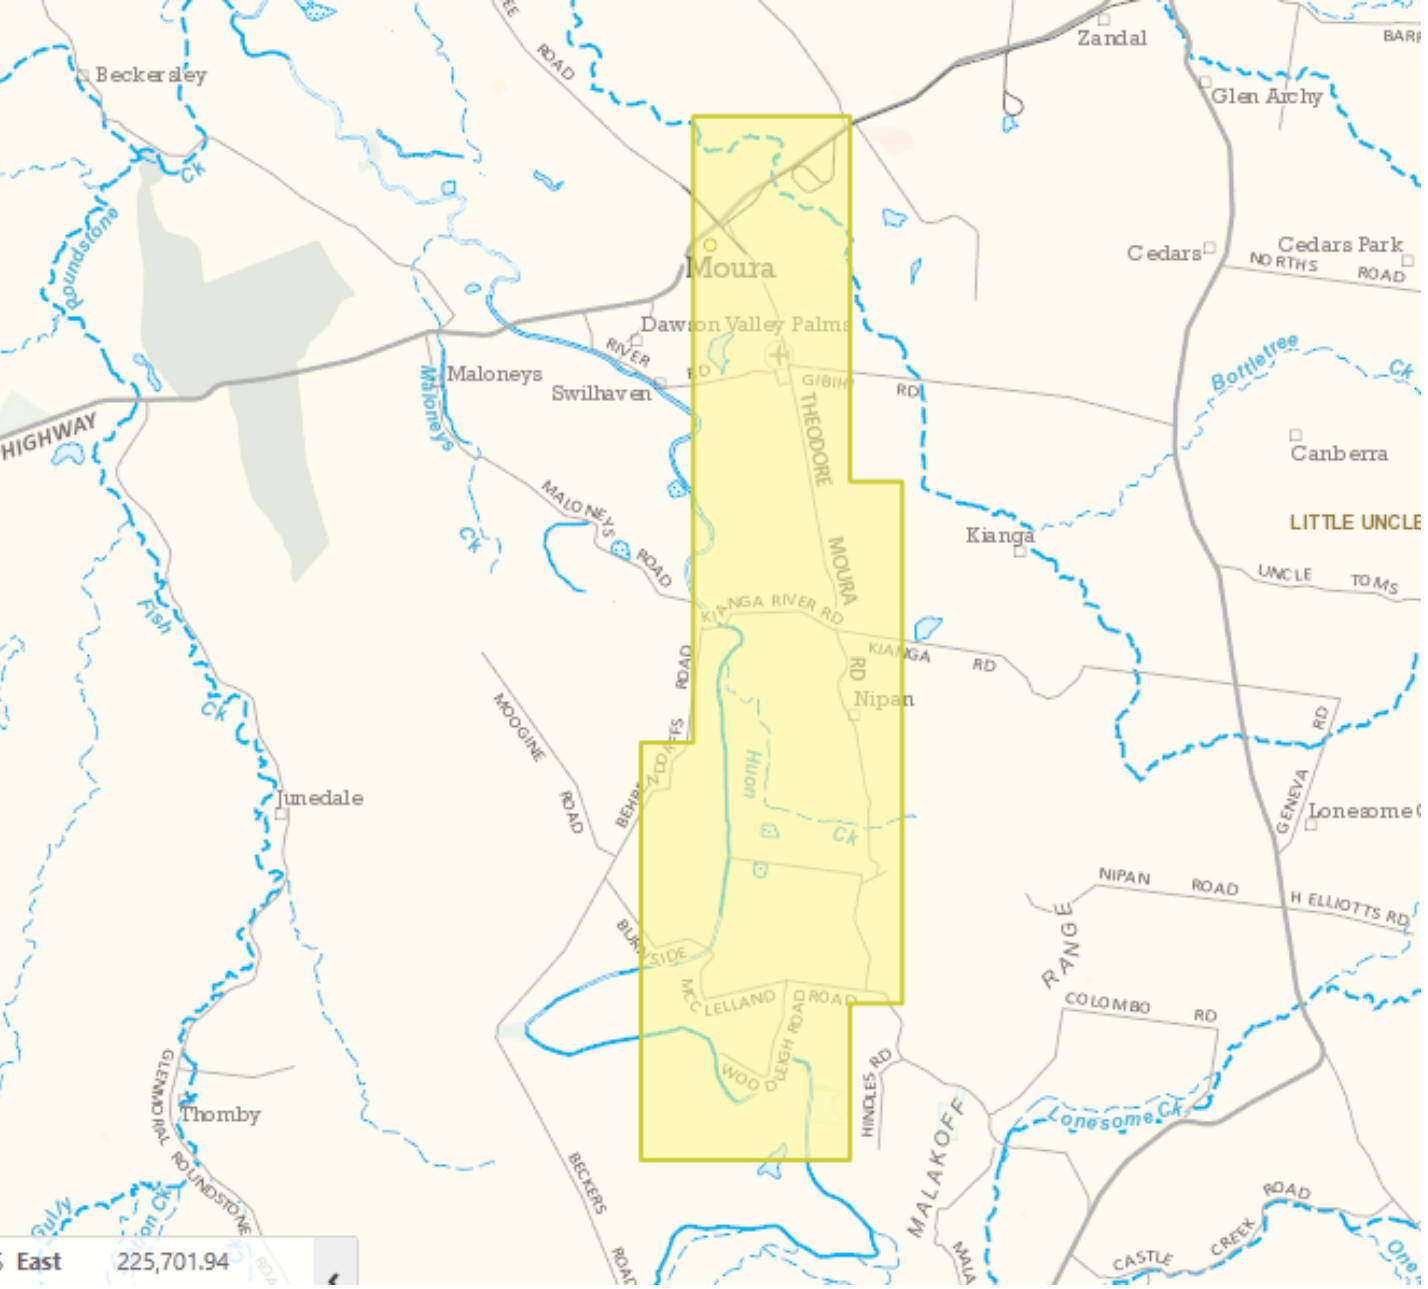 ROAD
Zandal
Beckersley
Glen Archy
Ck
Roundstone
Cedars
Cedars Park
NORTHS ROAD
Moura
Dawson Valley Palms
RIVER RD
Bottletree Ck
Maloneys
Swilhaven
GIBIHI RD
Maloneys
Ck
HIGHWAY
THEODORE MOURA RD
Canberra
MALONEYS ROAD
LITTLE UNCLE
Kianga
UNCLE TOMS
Fish
Ck
KIANGA RIVER RD
KIANGA RD
ROAD
Nipan
MOOGINE ROAD
RD
GENEVA
Huon
Ck
Junedale
Lonesome
NIPAN ROAD
H ELLIOTTS RD
BURNSIDE
RANGE
MCCLELLAND ROAD
COLOMBO RD
WOODLEIGH ROAD
HINDLES RD
GLENMORAL ROUNDSTONE
Thomby
Lonesome Ck
MALAKOFF
BECKERS
ROAD
Gully
Ck
Ck
ROAD
CASTLE CREEK
One
East 225,701.94